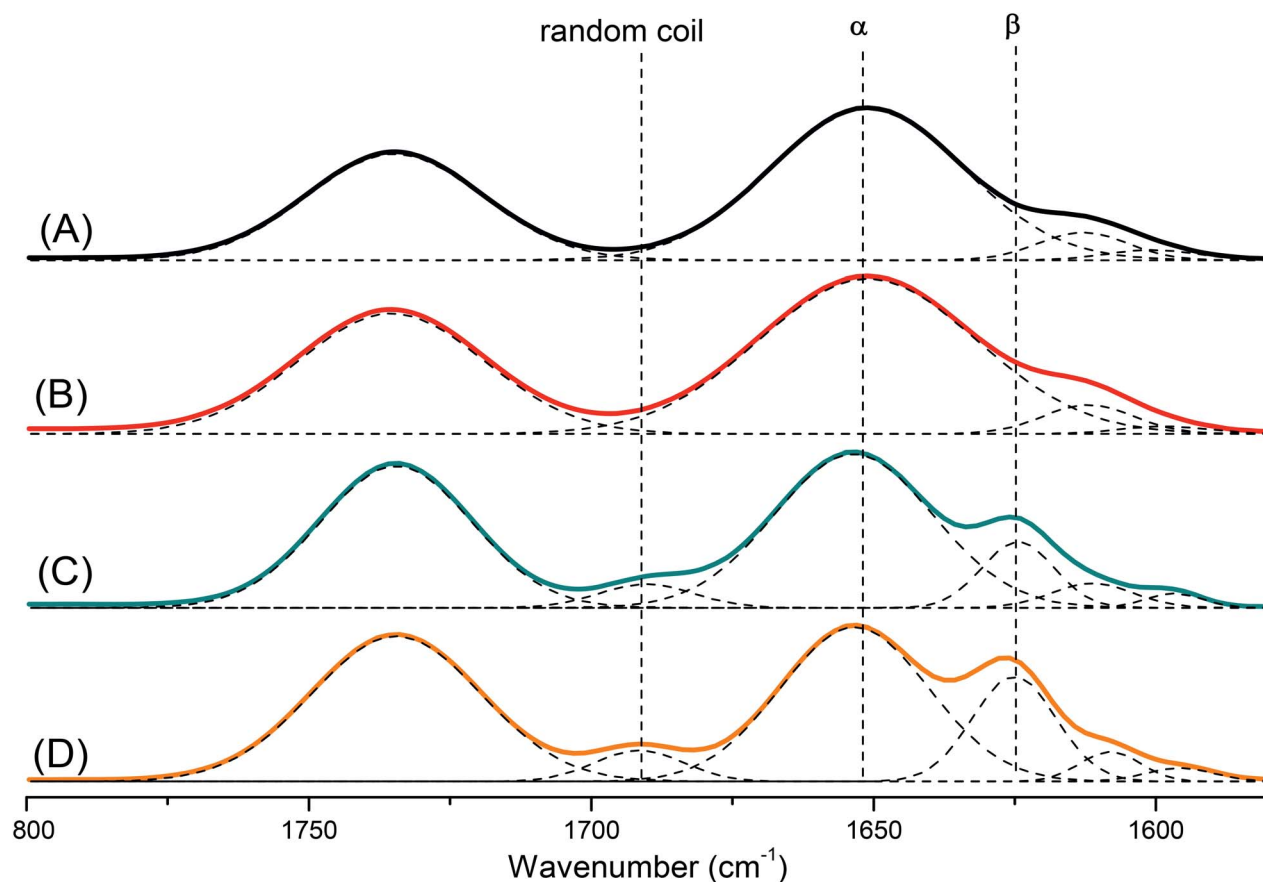 random coil α β
(A)
(B)
(C)
(D)
800 1750 1700 1650 1600
Wavenumber (cm⁻¹)